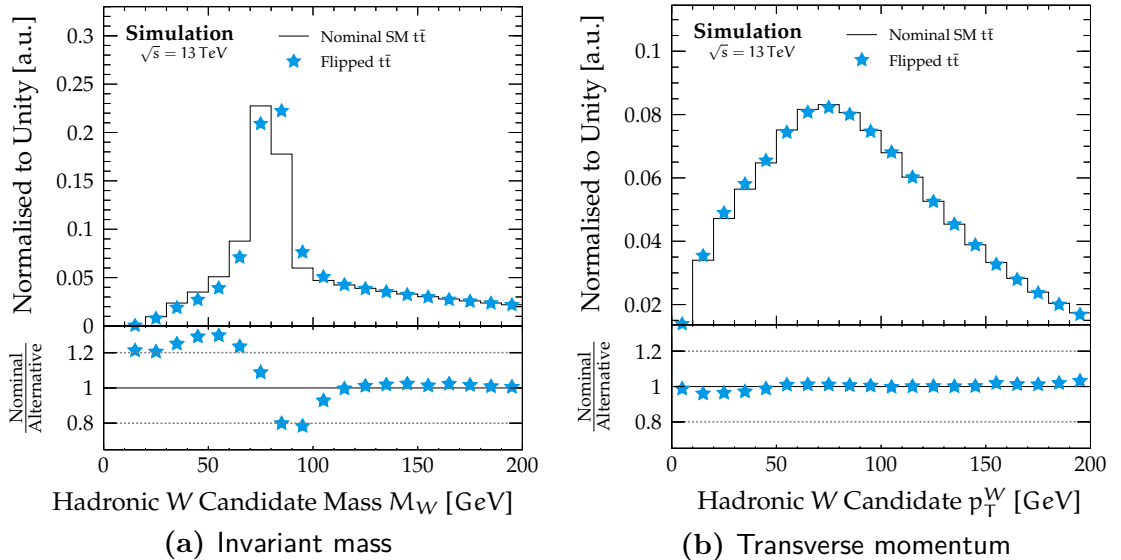 Simulation
√s = 13 TeV
Nominal SM tt̄
Flipped tt̄
Normalised to Unity [a.u.]
0.3
0.25
0.2
0.15
0.1
0.05
0
Nominal
Alternative
1.2
1
0.8
0 50 100 150 200
Hadronic W Candidate Mass M_W [GeV]
(a) Invariant mass
Simulation
√s = 13 TeV
Nominal SM tt̄
Flipped tt̄
Normalised to Unity [a.u.]
0.1
0.08
0.06
0.04
0.02
Nominal
Alternative
1.2
1
0.8
0 50 100 150 200
Hadronic W Candidate p_T^W [GeV]
(b) Transverse momentum